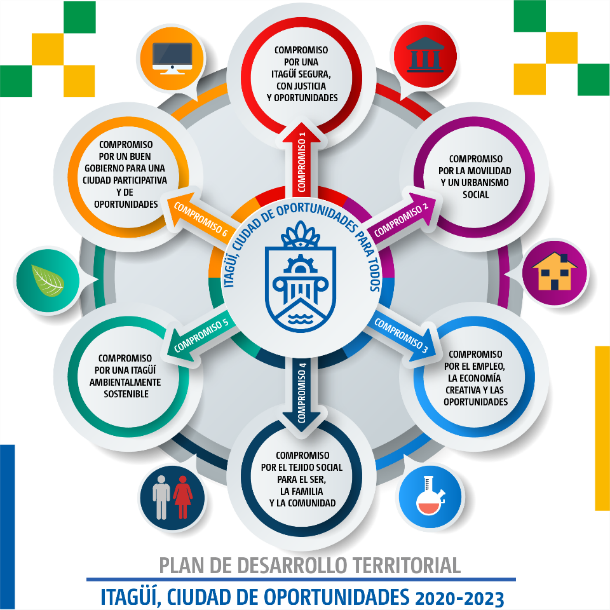 COMPROMISO
POR UNA
ITAGÜÍ SEGURA,
CON JUSTICIA
Y OPORTUNIDADES
COMPROMISO 1
COMPROMISO
POR LA MOVILIDAD
Y UN URBANISMO
SOCIAL
COMPROMISO 2
COMPROMISO
POR EL EMPLEO,
LA ECONOMÍA
CREATIVA Y LAS
OPORTUNIDADES
COMPROMISO 3
COMPROMISO
POR EL TEJIDO SOCIAL
PARA EL SER,
LA FAMILIA
Y LA COMUNIDAD
COMPROMISO 4
COMPROMISO
POR UNA ITAGÜÍ
AMBIENTALMENTE
SOSTENIBLE
COMPROMISO 5
COMPROMISO
POR UN BUEN
GOBIERNO PARA UNA
CIUDAD PARTICIPATIVA
Y DE
OPORTUNIDADES
COMPROMISO 6
ITAGÜÍ, CIUDAD DE OPORTUNIDADES PARA TODOS
PLAN DE DESARROLLO TERRITORIAL
ITAGÜÍ, CIUDAD DE OPORTUNIDADES 2020-2023